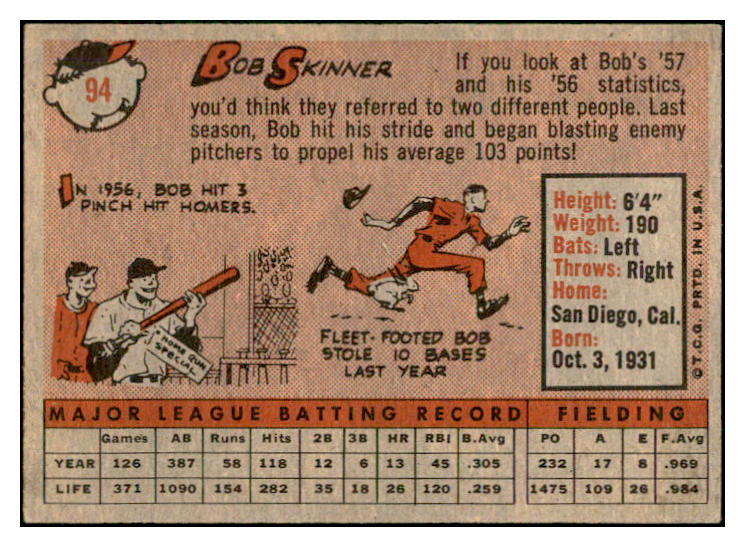 94
BOB SKINNER
If you look at Bob's '57
and his '56 statistics,
you'd think they referred to two different people. Last
season, Bob hit his stride and began blasting enemy
pitchers to propel his average 103 points!
IN 1956, BOB HIT 3
PINCH HIT HOMERS.
"HOME RUN
SPECIAL"
FLEET-FOOTED BOB
STOLE 10 BASES
LAST YEAR
Height: 6'4"
Weight: 190
Bats: Left
Throws: Right
Home:
San Diego, Cal.
Born:
Oct. 3, 1931
©T.C.G. PRTD. IN U.S.A.
MAJOR LEAGUE BATTING RECORD FIELDING
Games AB Runs Hits 2B 3B HR RBI B.Avg PO A E F.Avg
YEAR 126 387 58 118 12 6 13 45 .305 232 17 8 .969
LIFE 371 1090 154 282 35 18 26 120 .259 1475 109 26 .984